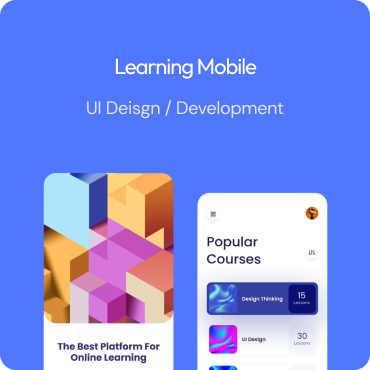 Learning Mobile
UI Deisgn / Development
The Best Platform For
Online Learning
Popular
Courses
Design Thinking
15
Lessons
UI Design
30
Lessons